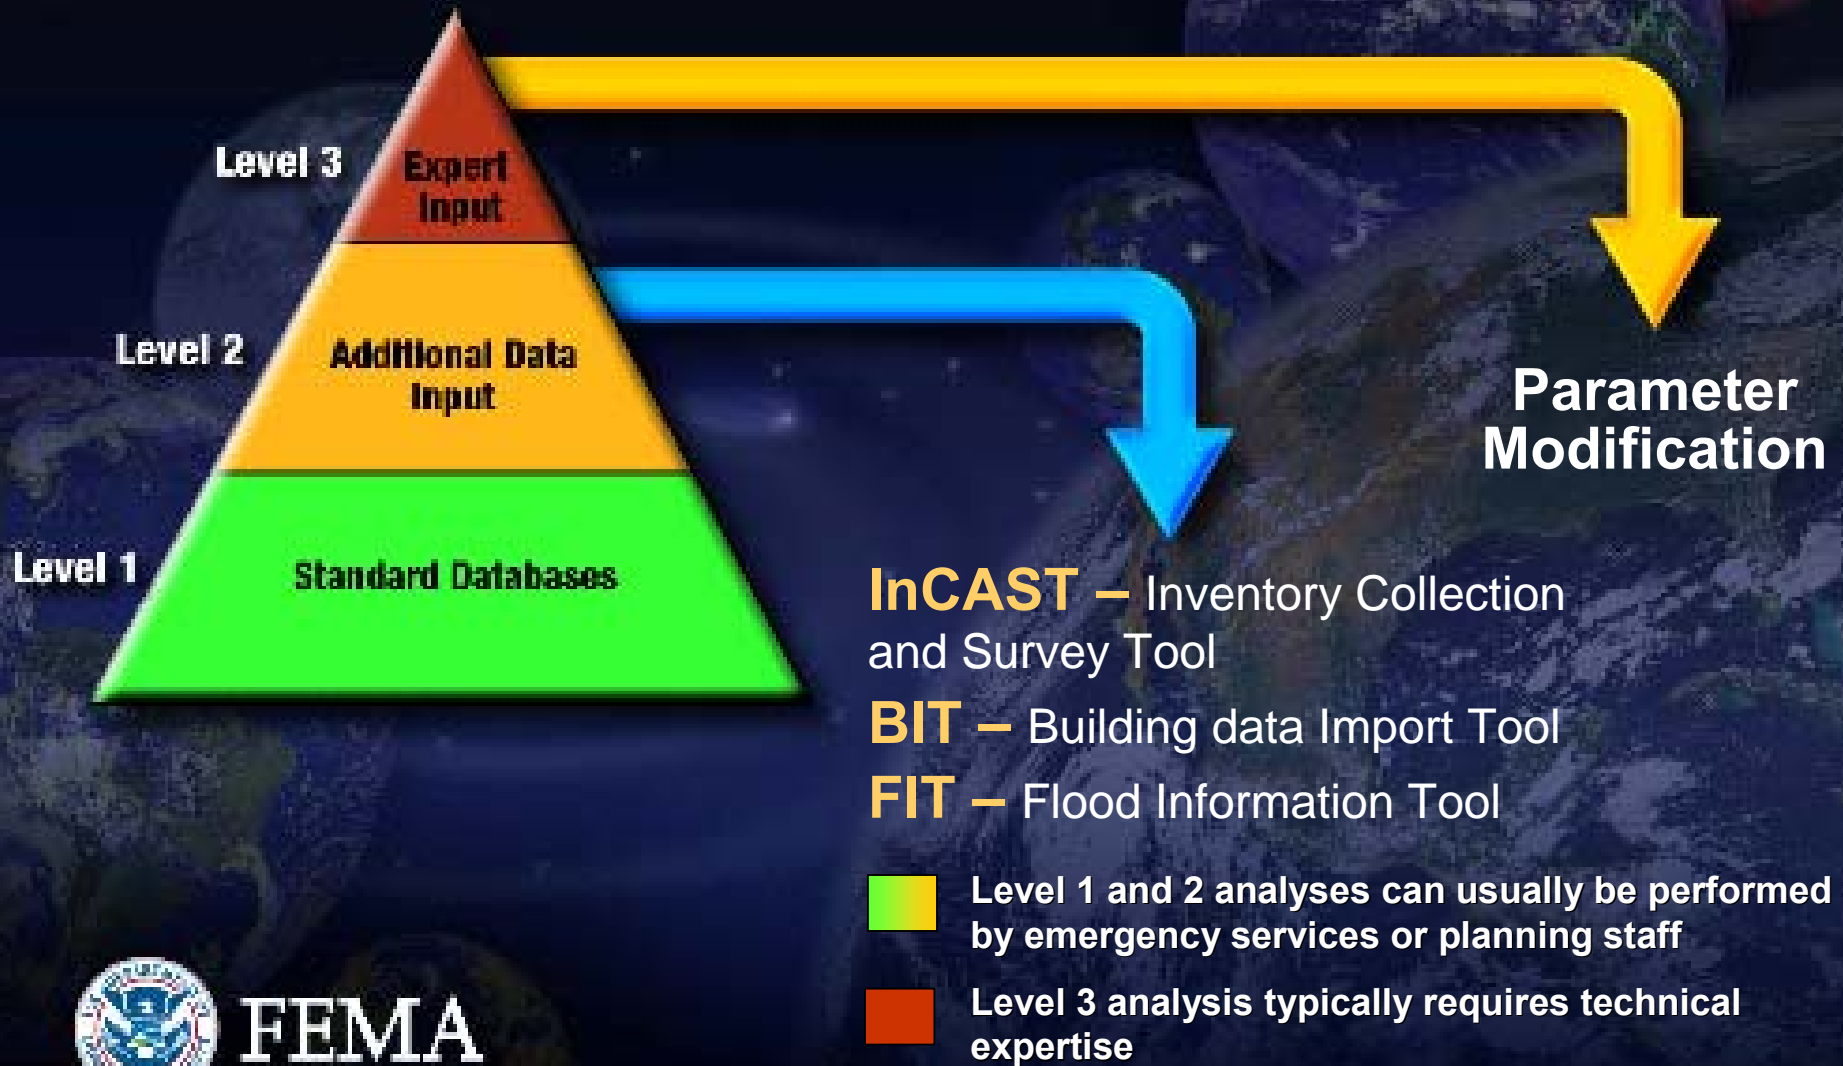 Level 3
Expert
Input
Level 2
Additional Data
Input
Level 1
Standard Databases
Parameter
Modification
InCAST – Inventory Collection
and Survey Tool
BIT – Building data Import Tool
FIT – Flood Information Tool
Level 1 and 2 analyses can usually be performed
by emergency services or planning staff
Level 3 analysis typically requires technical
expertise
FEMA